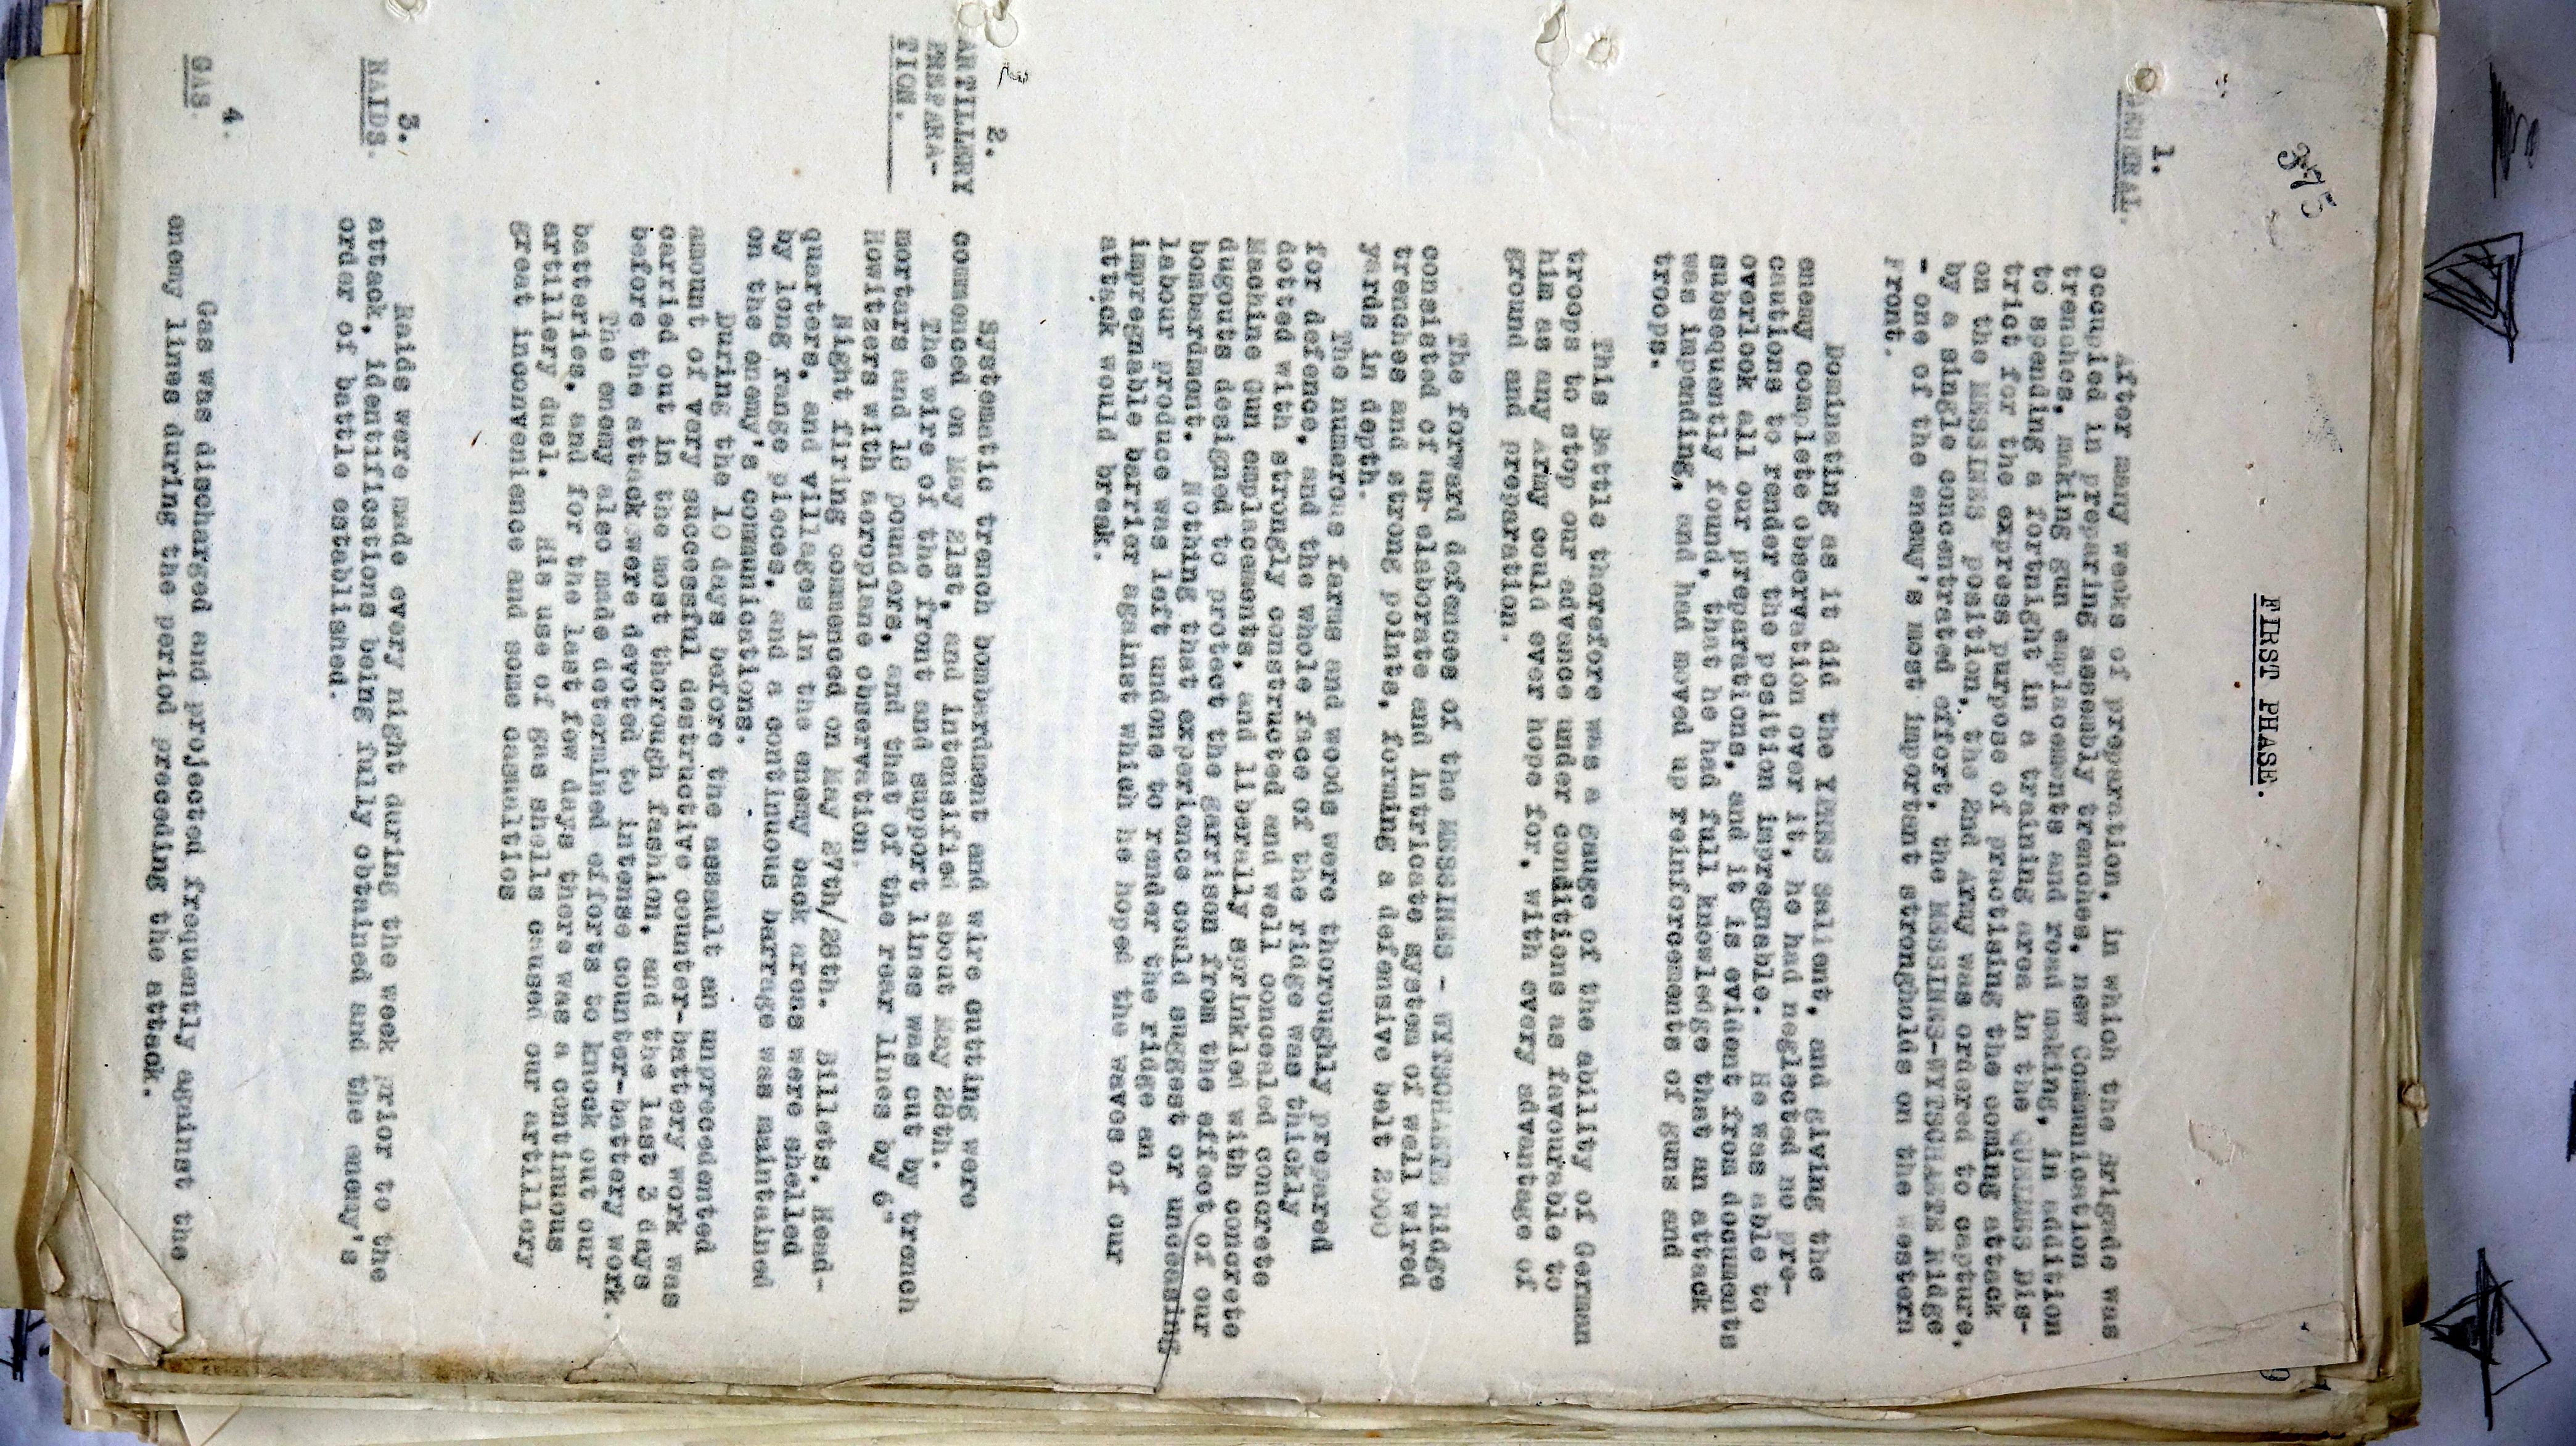 375
FIRST PHASE.
1.
GENERAL.
After many weeks of preparation, in which the Brigade was
occupied in preparing assembly trenches, new Communication
trenches, making gun emplacements and road making, in addition
to spending a fortnight in a training area in the QUELMES Dis-
trict for the express purpose of practising the coming attack
on the MESSINES position, the 2nd Army was ordered to capture,
by a single concentrated effort, the MESSINES-WYTSCHAETE Ridge
- one of the enemy's most important strongholds on the Western
Front.
Dominating as it did the YPRES salient, and giving the
enemy complete observation over it, he had neglected no pre-
cautions to render the position impregnable. He was able to
overlook all our preparations, and it is evident from documents
subsequently found, that he had full knowledge that an attack
was impending, and had moved up reinforcements of guns and
troops.
This Battle therefore was a gauge of the ability of German
troops to stop our advance under conditions as favourable to
him as any Army could ever hope for, with every advantage of
ground and preparation.
The forward defences of the MESSINES - WYTSCHAETE Ridge
consisted of an elaborate and intricate system of well wired
trenches and strong points, forming a defensive belt 2000
yards in depth.
The numerous farms and woods were thoroughly prepared
for defence, and the whole face of the ridge was thickly
dotted with strongly constructed and well concealed concrete
Machine Gun emplacements, and liberally sprinkled with concrete
dugouts designed to protect the garrison from the effect of our
bombardment. Nothing that experience could suggest or unceasing
labour produce was left undone to render the ridge an
impregnable barrier against which he hoped the waves of our
attack would break.
2.
ARTILLERY
PREPARA-
TION.
Systematic trench bombardment and wire cutting were
commenced on May 21st, and intensified about May 28th.
The wire of the front and support lines was cut by trench
mortars and 18 pounders, and that of the rear lines by 6"
Howitzers with aeroplane observation.
Night firing commenced on May 27th/28th. Billets, Head-
quarters, and villages in the enemy back areas were shelled
by long range pieces, and a continuous barrage was maintained
on the enemy's communications.
During the 10 days before the assault an unprecedented
amount of very successful destructive counter-battery work was
carried out in the most thorough fashion, and the last 3 days
before the attack were devoted to intense counter-battery work.
The enemy also made determined efforts to knock out our
batteries, and for the last few days there was a continuous
artillery duel. His use of gas shells caused our artillery
great inconvenience and some casualties
3.
RAIDS.
Raids were made every night during the week prior to the
attack, identifications being fully obtained and the enemy's
order of battle established.
4.
GAS.
Gas was discharged and projected frequently against the
enemy lines during the period preceding the attack.